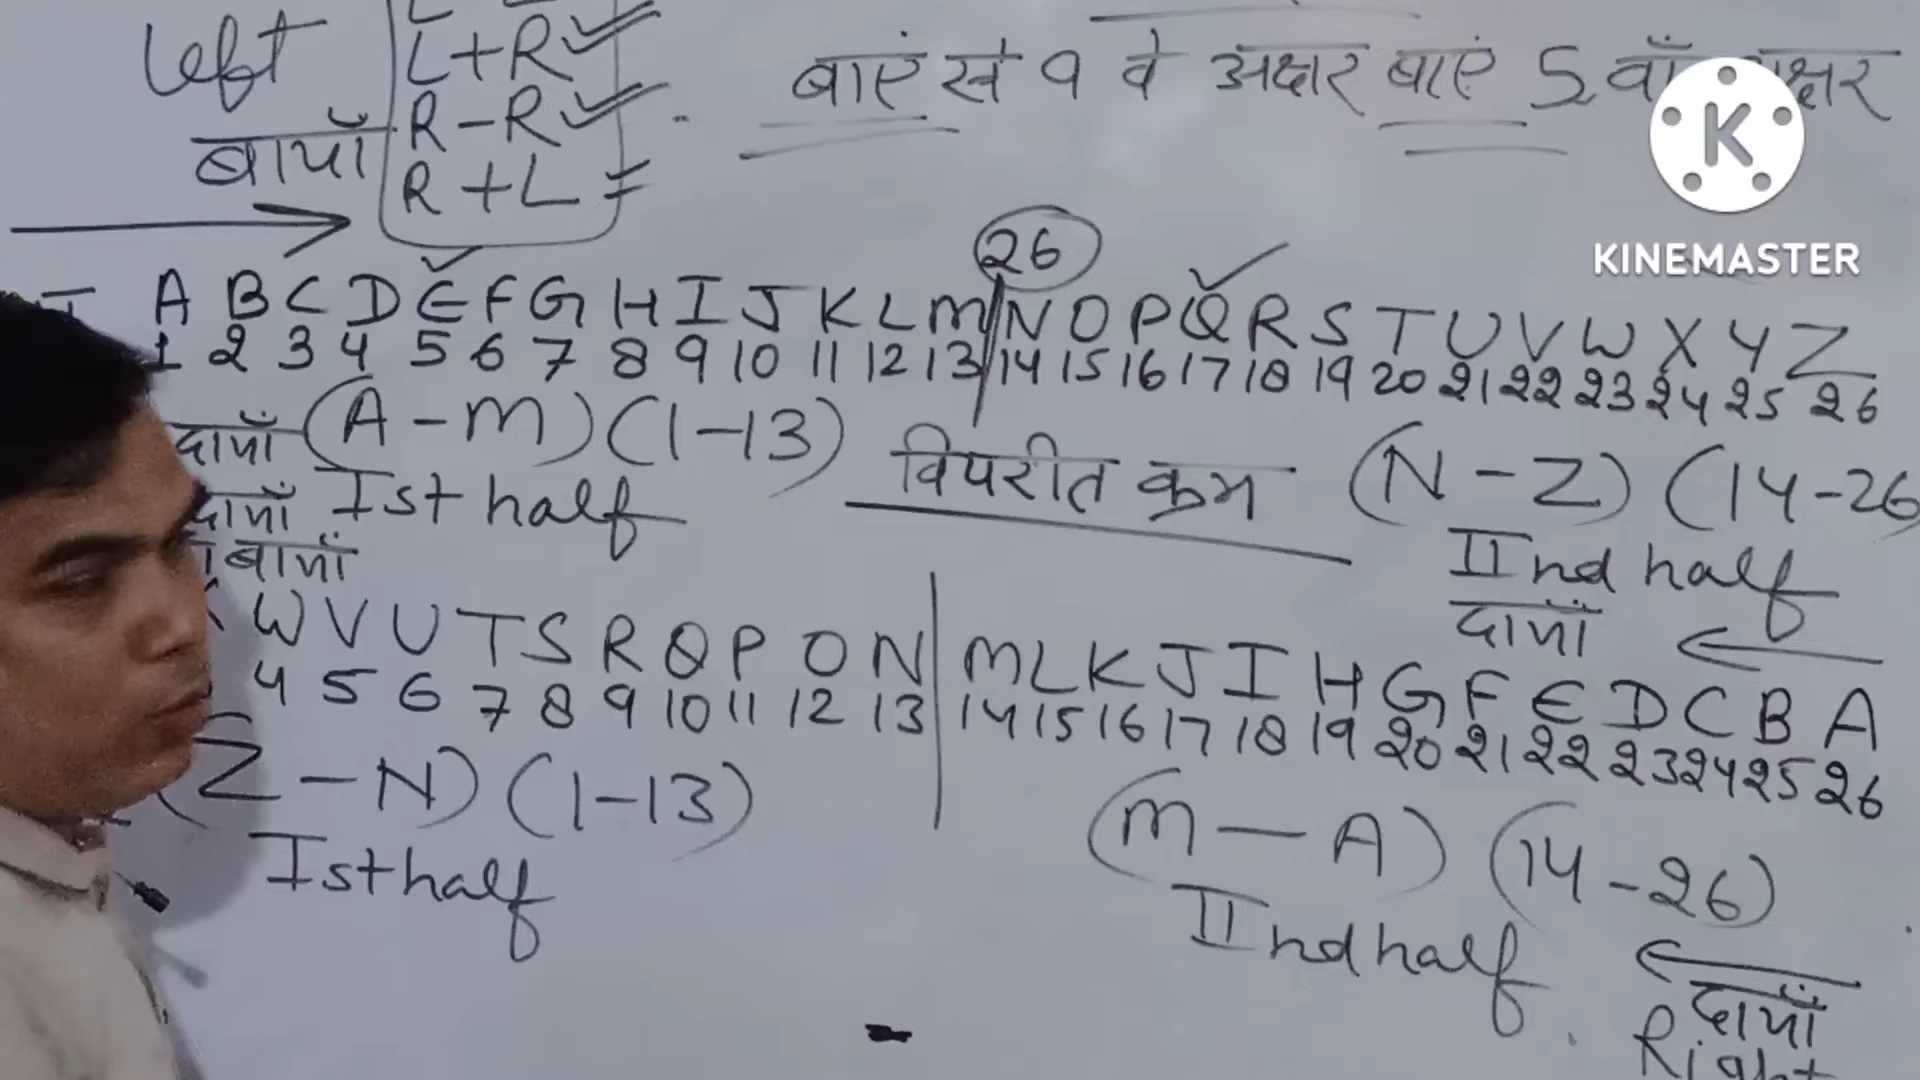 Left
L+R
बाएं से 9 वे अक्षर बाएं 5 वाँ
बायाँ
R-R
R+L =
KINEMASTER
26
A B C D E F G H I J K L M N O P Q R S T U V W X Y Z
1 2 3 4 5 6 7 8 9 10 11 12 13 14 15 16 17 18 19 20 21 22 23 24 25 26
दायाँ (A-M) (1-13)
विपरीत क्रम (N-Z) (14-26
दायाँ Ist half
IInd half
बायाँ
दायाँ
W V U T S R Q P O N M L K J I H G F E D C B A
4 5 6 7 8 9 10 11 12 13 14 15 16 17 18 19 20 21 22 23 24 25 26
(Z-N) (1-13)
(M-A) (14-26)
Ist half
IInd half
दायाँ
Right